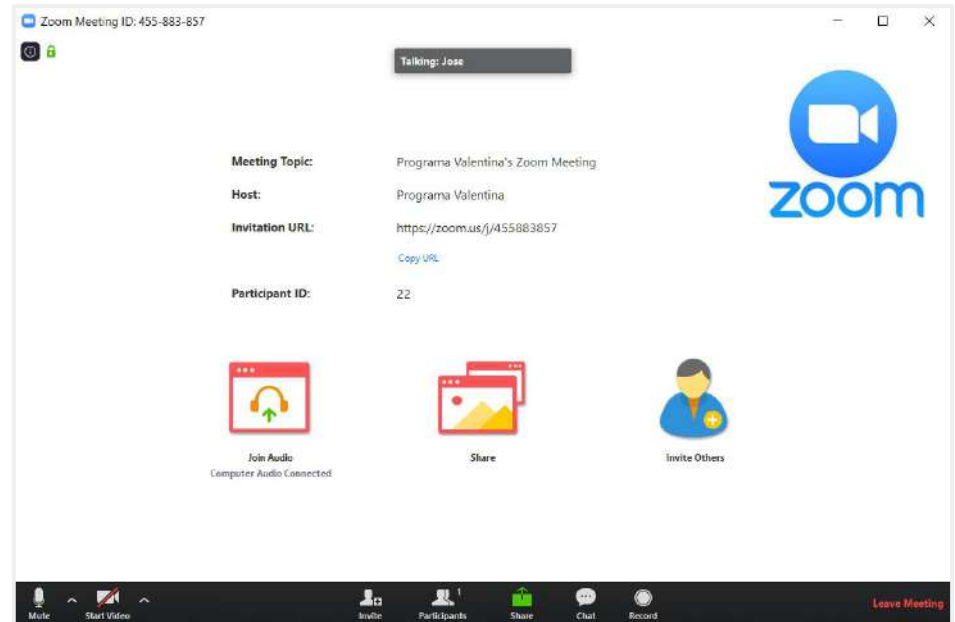 Zoom Meeting ID: 455-883-857
Talking: Jose
zoom
Meeting Topic: Programa Valentina's Zoom Meeting
Host: Programa Valentina
Invitation URL: https://zoom.us/j/455883857
Copy URL
Participant ID: 22
Join Audio Share Invite Others
Computer Audio Connected
1
Mute Start Video Invite Participants Share Chat Record Leave Meeting